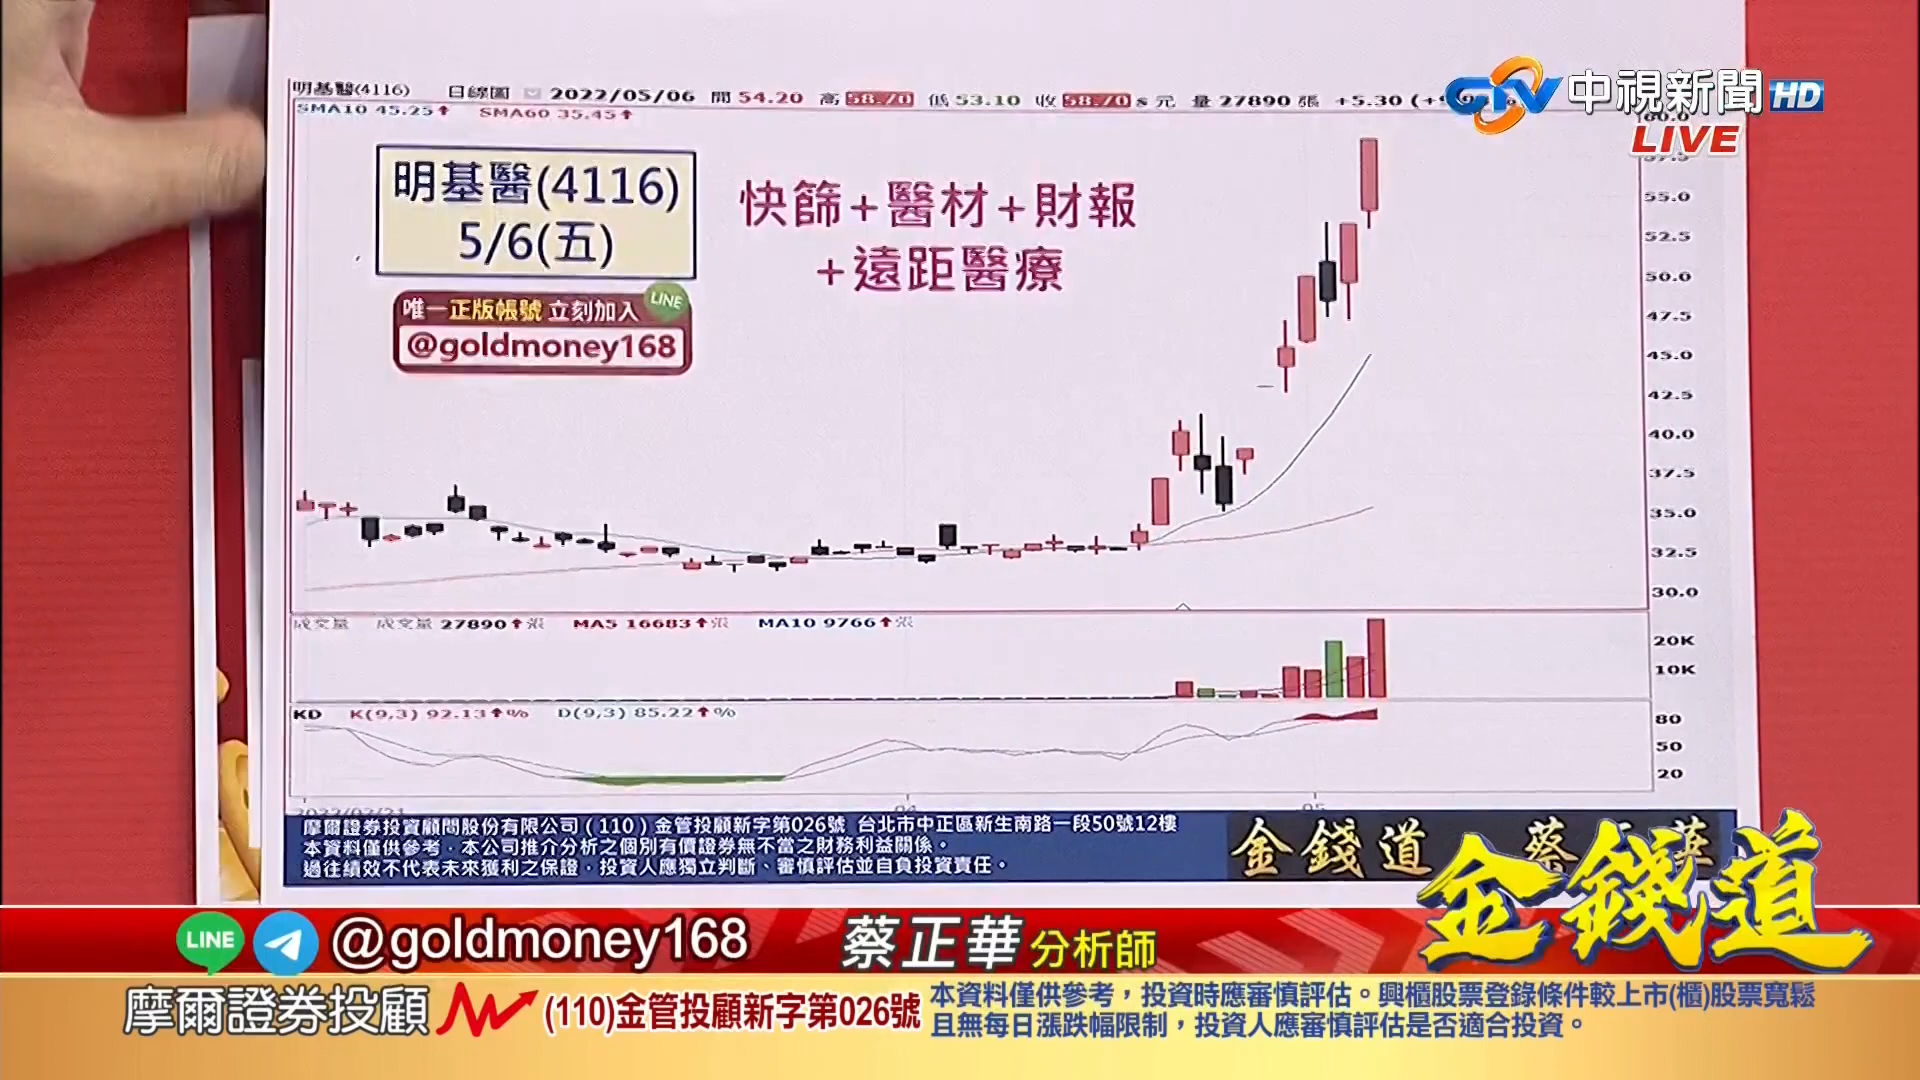 明基醫(4116) 日線圖 2022/05/06 開 54.20 高 58.70 低 53.10 收 58.70 s 元 量 27890 張 +5.30
SMA10 45.25↑ SMA60 35.45↑
CTV 中視新聞 HD
LIVE
明基醫(4116)
5/6(五)
快篩+醫材+財報
+遠距醫療
唯一正版帳號 立刻加入 LINE
@goldmoney168
60.0
57.5
55.0
52.5
50.0
47.5
45.0
42.5
40.0
37.5
35.0
32.5
30.0
成交量 成交量 27890↑張 MA5 16683↑張 MA10 9766↑張
20K
10K
KD K(9,3) 92.13↑% D(9,3) 85.22↑%
80
50
20
04
05
摩爾證券投資顧問股份有限公司(110)金管投顧新字第026號 台北市中正區新生南路一段50號12樓
本資料僅供參考．本公司推介分析之個別有價證券無不當之財務利益關係。
過往績效不代表未來獲利之保證．投資人應獨立判斷、審慎評估並自負投資責任。
金錢道 蔡 華
金錢道
LINE @goldmoney168 蔡正華 分析師
摩爾證券投顧 (110)金管投顧新字第026號
本資料僅供參考，投資時應審慎評估。興櫃股票登錄條件較上市(櫃)股票寬鬆
且無每日漲跌幅限制，投資人應審慎評估是否適合投資。